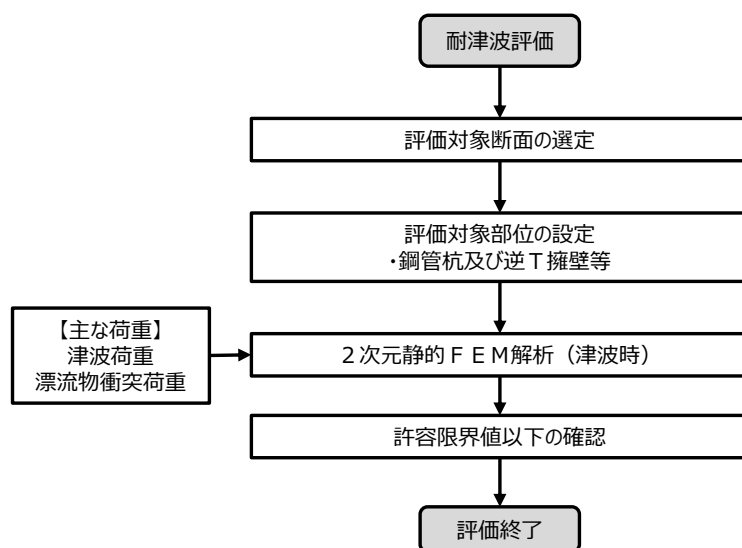 耐津波評価
評価対象断面の選定
評価対象部位の設定
・鋼管杭及び逆Ｔ擁壁等
【主な荷重】
津波荷重
漂流物衝突荷重
２次元静的ＦＥＭ解析（津波時）
許容限界値以下の確認
評価終了